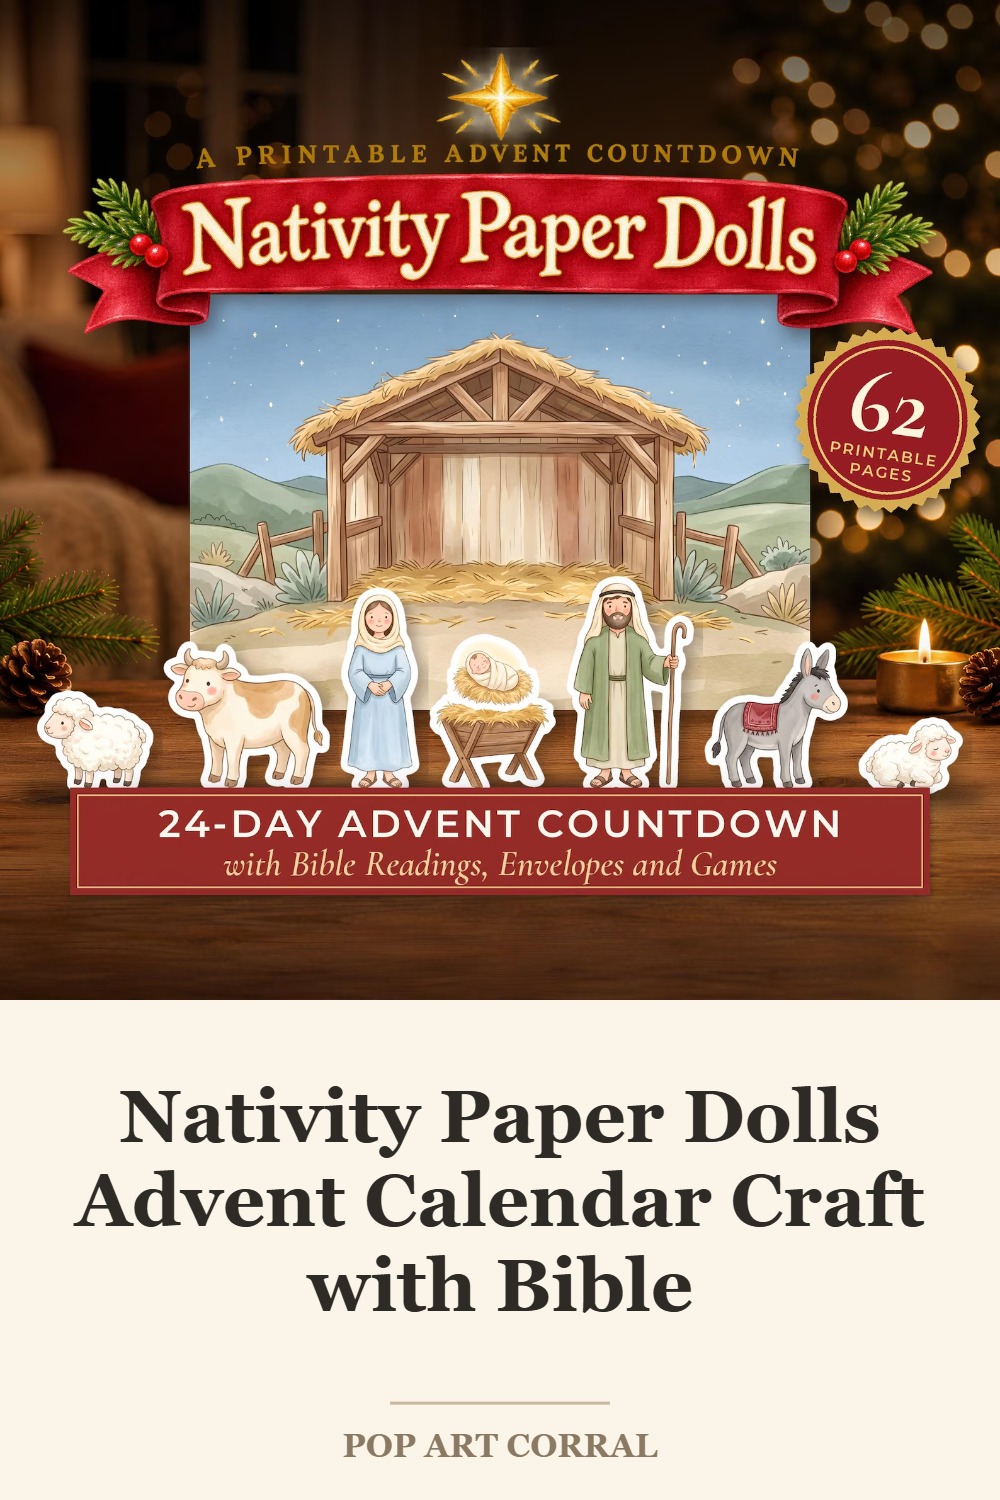 A PRINTABLE ADVENT COUNTDOWN
Nativity Paper Dolls
62
PRINTABLE
PAGES
24-DAY ADVENT COUNTDOWN
with Bible Readings, Envelopes and Games
Nativity Paper Dolls
Advent Calendar Craft
with Bible
POP ART CORRAL